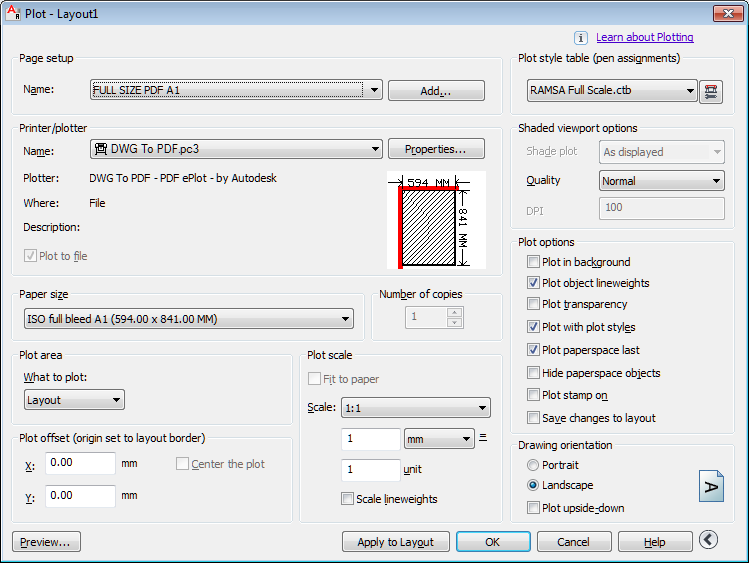 Plot - Layout1
Learn about Plotting
Page setup
Name: FULL SIZE PDF A1 Add...
Plot style table (pen assignments)
RAMSA Full Scale.ctb
Printer/plotter
Name: DWG To PDF.pc3 Properties...
Plotter: DWG To PDF - PDF ePlot - by Autodesk
Where: File
Description:
Plot to file
594 MM
841 MM
Shaded viewport options
Shade plot As displayed
Quality Normal
DPI 100
Paper size
ISO full bleed A1 (594.00 x 841.00 MM)
Number of copies
1
Plot area
What to plot:
Layout
Plot offset (origin set to layout border)
X: 0.00 mm Center the plot
Y: 0.00 mm
Plot scale
Fit to paper
Scale: 1:1
1 mm =
1 unit
Scale lineweights
Plot options
Plot in background
Plot object lineweights
Plot transparency
Plot with plot styles
Plot paperspace last
Hide paperspace objects
Plot stamp on
Save changes to layout
Drawing orientation
Portrait
Landscape
Plot upside-down
A
Preview... Apply to Layout OK Cancel Help